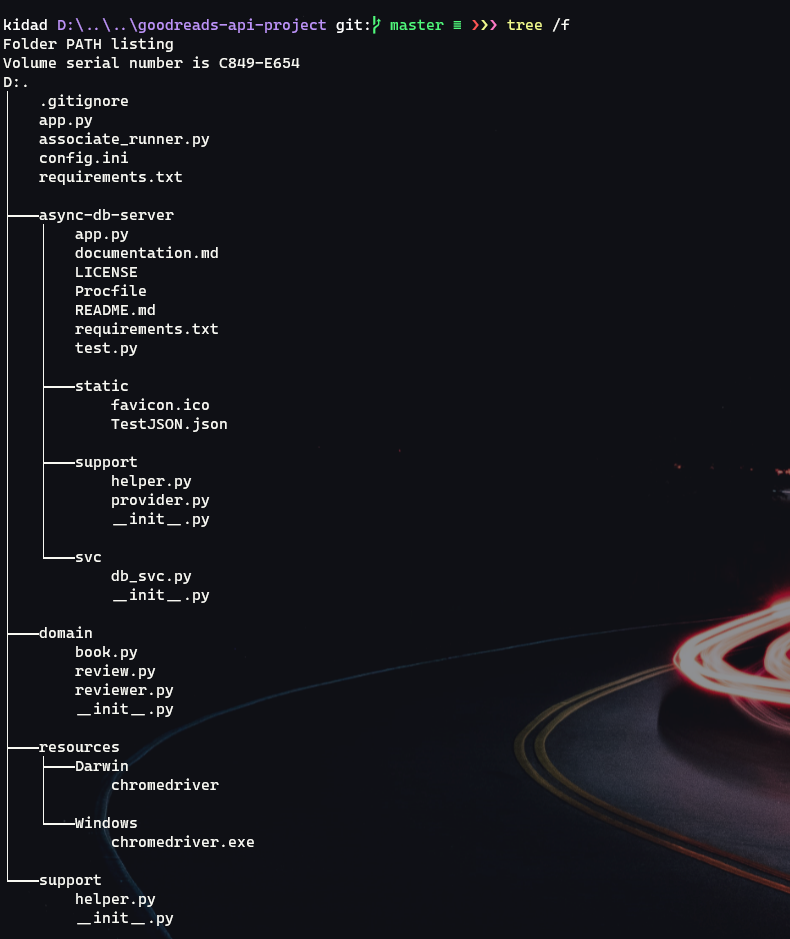 kidad D:\..\..\goodreads-api-project git: master ≡ ❯❯❯ tree /f
Folder PATH listing
Volume serial number is C849-E654
D:.
.gitignore
app.py
associate_runner.py
config.ini
requirements.txt
async-db-server
app.py
documentation.md
LICENSE
Procfile
README.md
requirements.txt
test.py
static
favicon.ico
TestJSON.json
support
helper.py
provider.py
__init__.py
svc
db_svc.py
__init__.py
domain
book.py
review.py
reviewer.py
__init__.py
resources
Darwin
chromedriver
Windows
chromedriver.exe
support
helper.py
__init__.py